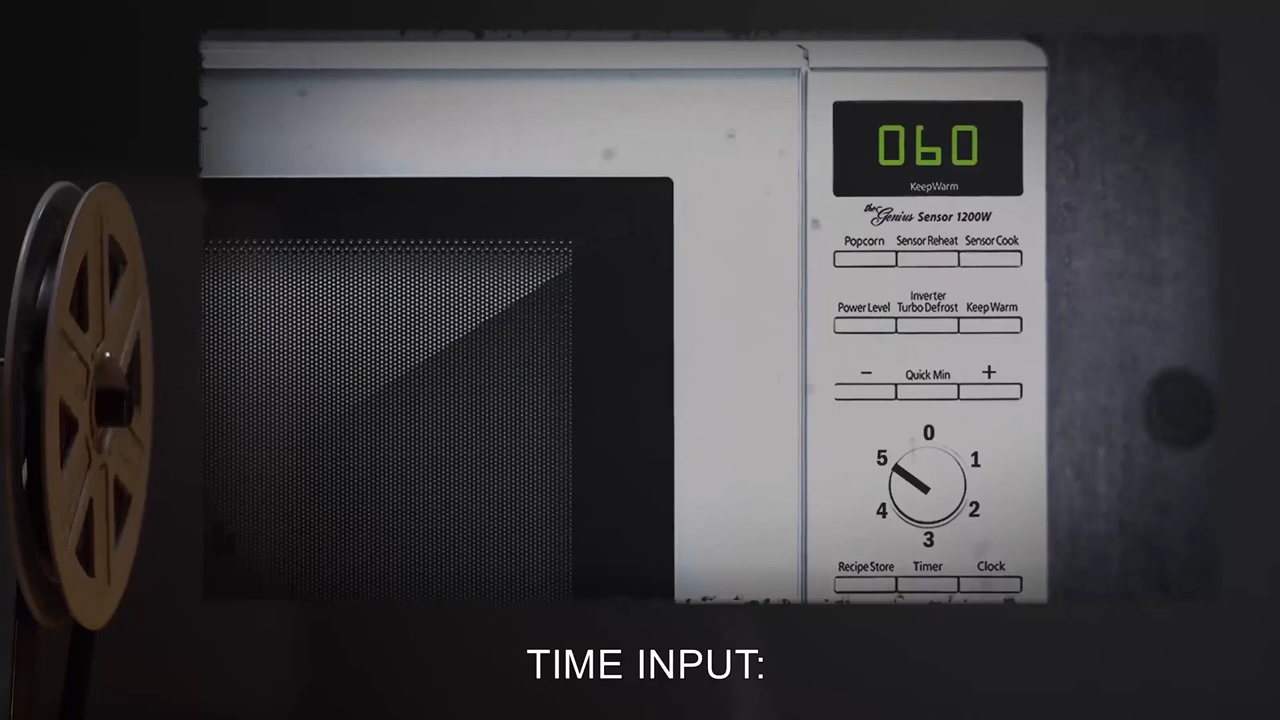 060
KeepWarm
the Genius Sensor 1200W
Popcorn Sensor Reheat Sensor Cook
Power Level Inverter Turbo Defrost Keep Warm
− Quick Min +
0
5 1
4 2
3
Recipe Store Timer Clock
TIME INPUT: